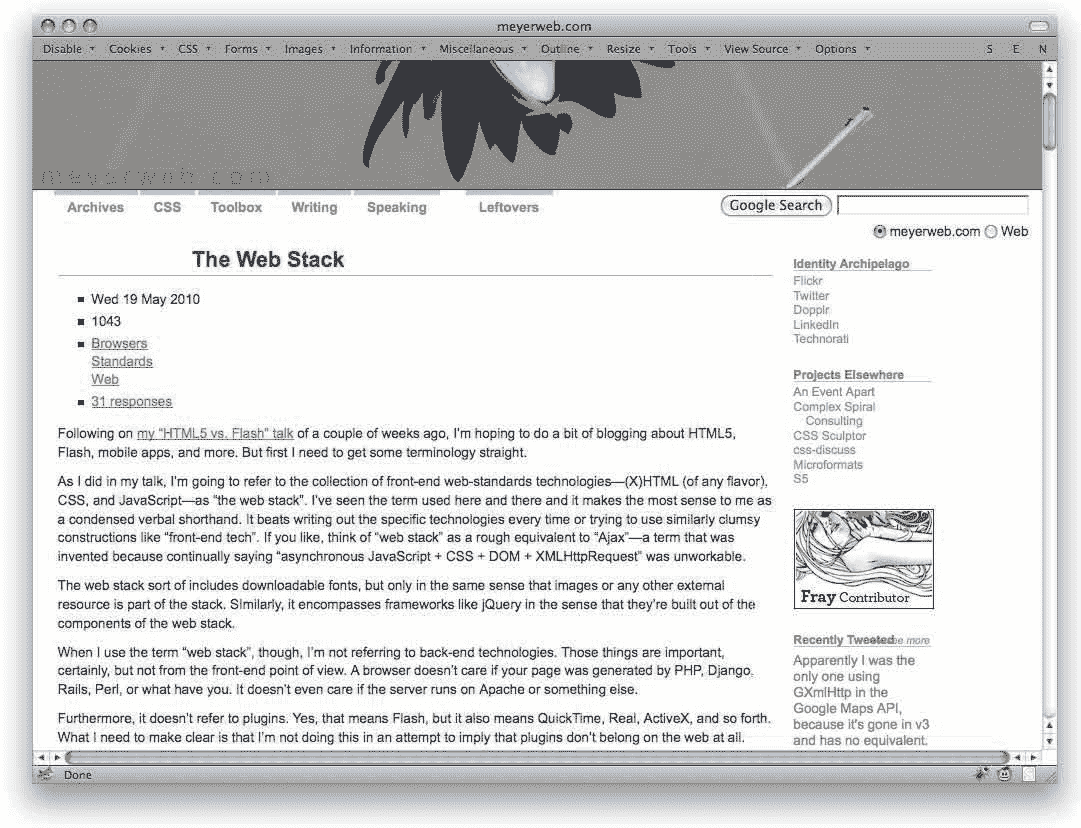 meyerweb.com
Disable Cookies CSS Forms Images Information Miscellaneous Outline Resize Tools View Source Options S E N
meyerweb.com
Archives CSS Toolbox Writing Speaking Leftovers Google Search
meyerweb.com Web
The Web Stack
Wed 19 May 2010
1043
Browsers
Standards
Web
31 responses
Following on my “HTML5 vs. Flash” talk of a couple of weeks ago, I’m hoping to do a bit of blogging about HTML5,
Flash, mobile apps, and more. But first I need to get some terminology straight.
As I did in my talk, I’m going to refer to the collection of front-end web-standards technologies—(X)HTML (of any flavor),
CSS, and JavaScript—as “the web stack”. I’ve seen the term used here and there and it makes the most sense to me as
a condensed verbal shorthand. It beats writing out the specific technologies every time or trying to use similarly clumsy
constructions like “front-end tech”. If you like, think of “web stack” as a rough equivalent to “Ajax”—a term that was
invented because continually saying “asynchronous JavaScript + CSS + DOM + XMLHttpRequest” was unworkable.
The web stack sort of includes downloadable fonts, but only in the same sense that images or any other external
resource is part of the stack. Similarly, it encompasses frameworks like jQuery in the sense that they’re built out of the
components of the web stack.
When I use the term “web stack”, though, I’m not referring to back-end technologies. Those things are important,
certainly, but not from the front-end point of view. A browser doesn’t care if your page was generated by PHP, Django,
Rails, Perl, or what have you. It doesn’t even care if the server runs on Apache or something else.
Furthermore, it doesn’t refer to plugins. Yes, that means Flash, but it also means QuickTime, Real, ActiveX, and so forth.
What I need to make clear is that I’m not doing this in an attempt to imply that plugins don’t belong on the web at all.
Identity Archipelago
Flickr
Twitter
Dopplr
LinkedIn
Technorati
Projects Elsewhere
An Event Apart
Complex Spiral
Consulting
CSS Sculptor
css-discuss
Microformats
S5
Fray Contributor
Recently Tweeted more
Apparently I was the
only one using
GXmlHttp in the
Google Maps API,
because it's gone in v3
and has no equivalent.
Done